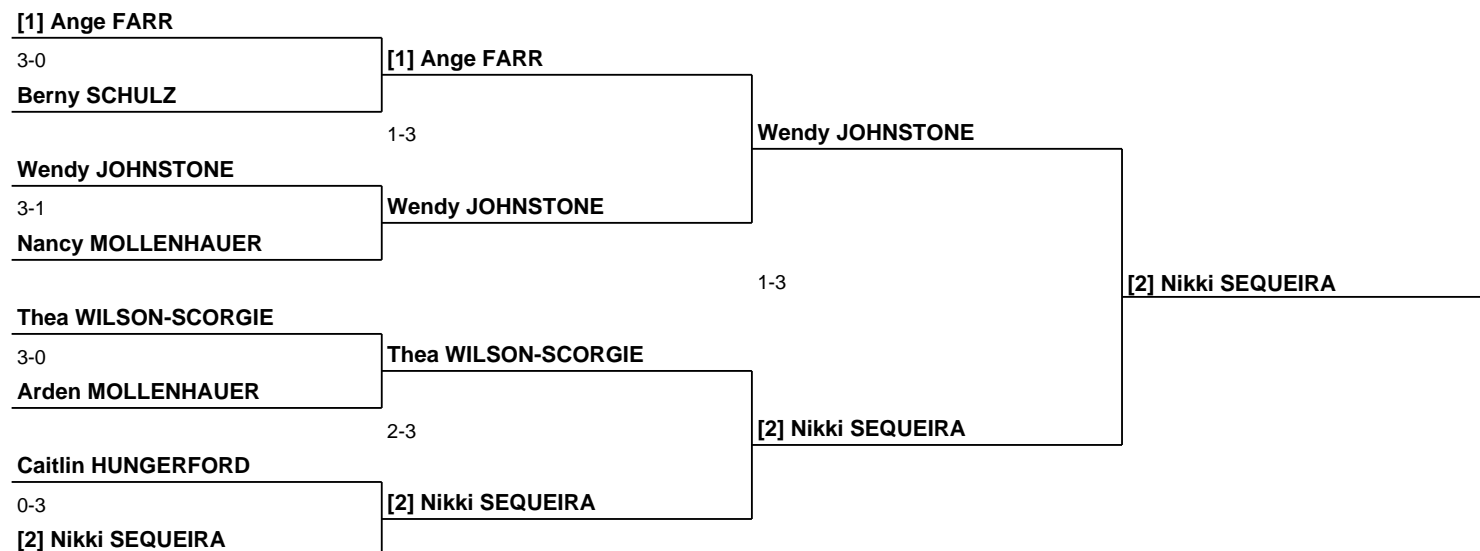 [1] Ange FARR
3-0
[1] Ange FARR
Berny SCHULZ
1-3
Wendy JOHNSTONE
Wendy JOHNSTONE
3-1
Wendy JOHNSTONE
Nancy MOLLENHAUER
1-3
[2] Nikki SEQUEIRA
Thea WILSON-SCORGIE
3-0
Thea WILSON-SCORGIE
Arden MOLLENHAUER
2-3
[2] Nikki SEQUEIRA
Caitlin HUNGERFORD
0-3
[2] Nikki SEQUEIRA
[2] Nikki SEQUEIRA